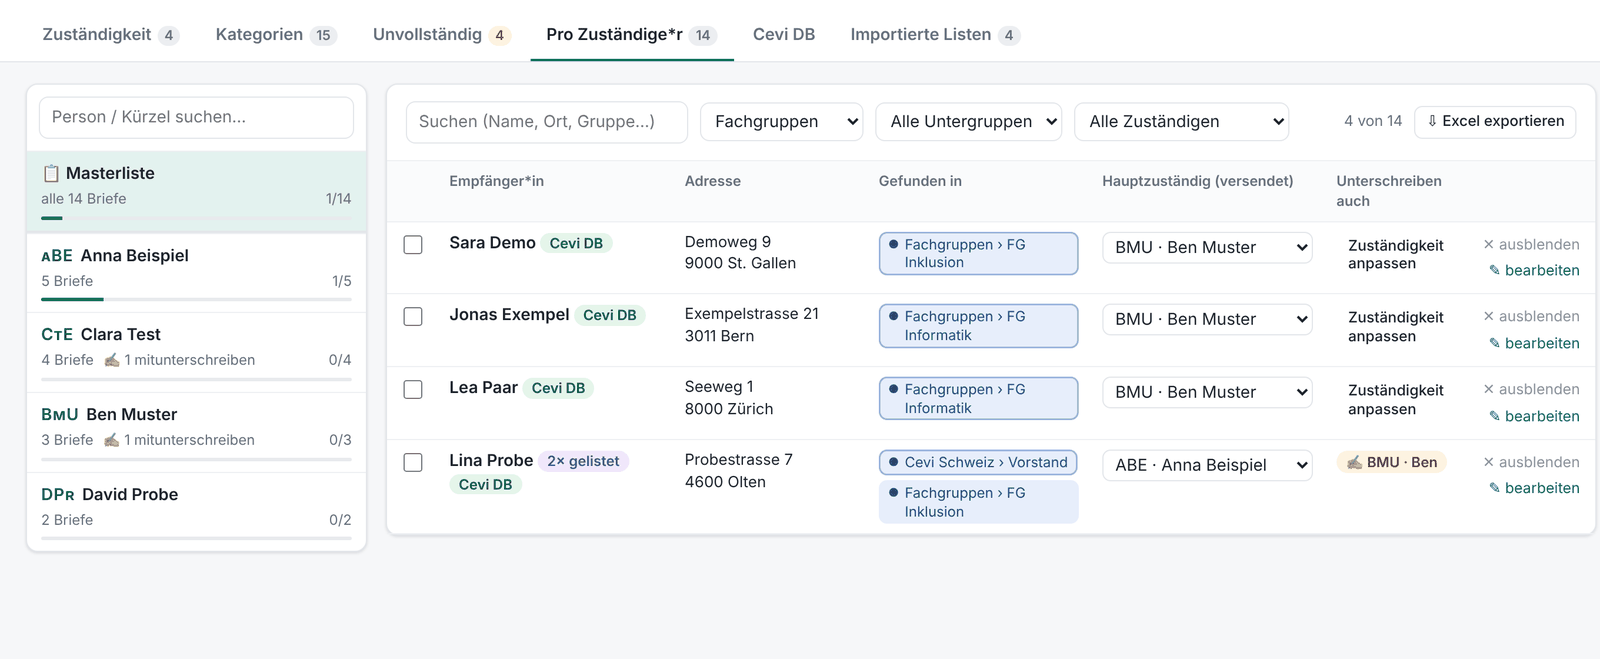 Zuständigkeit 4 Kategorien 15 Unvollständig 4 Pro Zuständige*r 14 Cevi DB Importierte Listen 4
Person / Kürzel suchen...
📋 Masterliste
alle 14 Briefe 1/14
ABE Anna Beispiel
5 Briefe 1/5
CTE Clara Test
4 Briefe ✍ 1 mitunterschreiben 0/4
BMU Ben Muster
3 Briefe ✍ 1 mitunterschreiben 0/3
DPR David Probe
2 Briefe 0/2
Suchen (Name, Ort, Gruppe...) Fachgruppen Alle Untergruppen Alle Zuständigen 4 von 14 ⇩ Excel exportieren
Empfänger*in Adresse Gefunden in Hauptzuständig (versendet) Unterschreiben
auch
Sara Demo Cevi DB Demoweg 9 Fachgruppen › FG BMU · Ben Muster Zuständigkeit ✕ ausblenden
9000 St. Gallen Inklusion anpassen ✎ bearbeiten
Jonas Exempel Cevi DB Exempelstrasse 21 Fachgruppen › FG BMU · Ben Muster Zuständigkeit ✕ ausblenden
3011 Bern Informatik anpassen ✎ bearbeiten
Lea Paar Cevi DB Seeweg 1 Fachgruppen › FG BMU · Ben Muster Zuständigkeit ✕ ausblenden
8000 Zürich Informatik anpassen ✎ bearbeiten
Lina Probe 2× gelistet Probestrasse 7 Cevi Schweiz › Vorstand ABE · Anna Beispiel ✍ BMU · Ben ✕ ausblenden
Cevi DB 4600 Olten Fachgruppen › FG ✎ bearbeiten
Inklusion